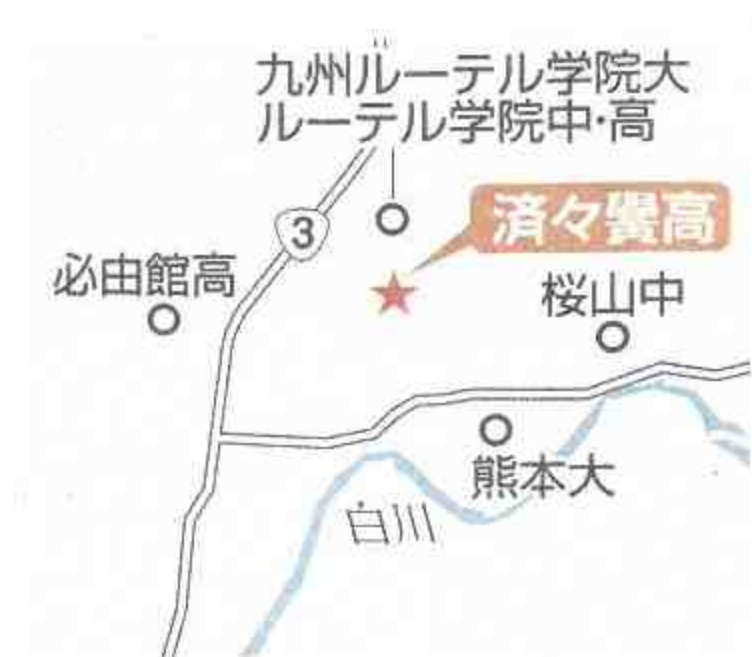 九州ルーテル学院大
ルーテル学院中・高
3
済々黌高
必由館高
桜山中
熊本大
白川